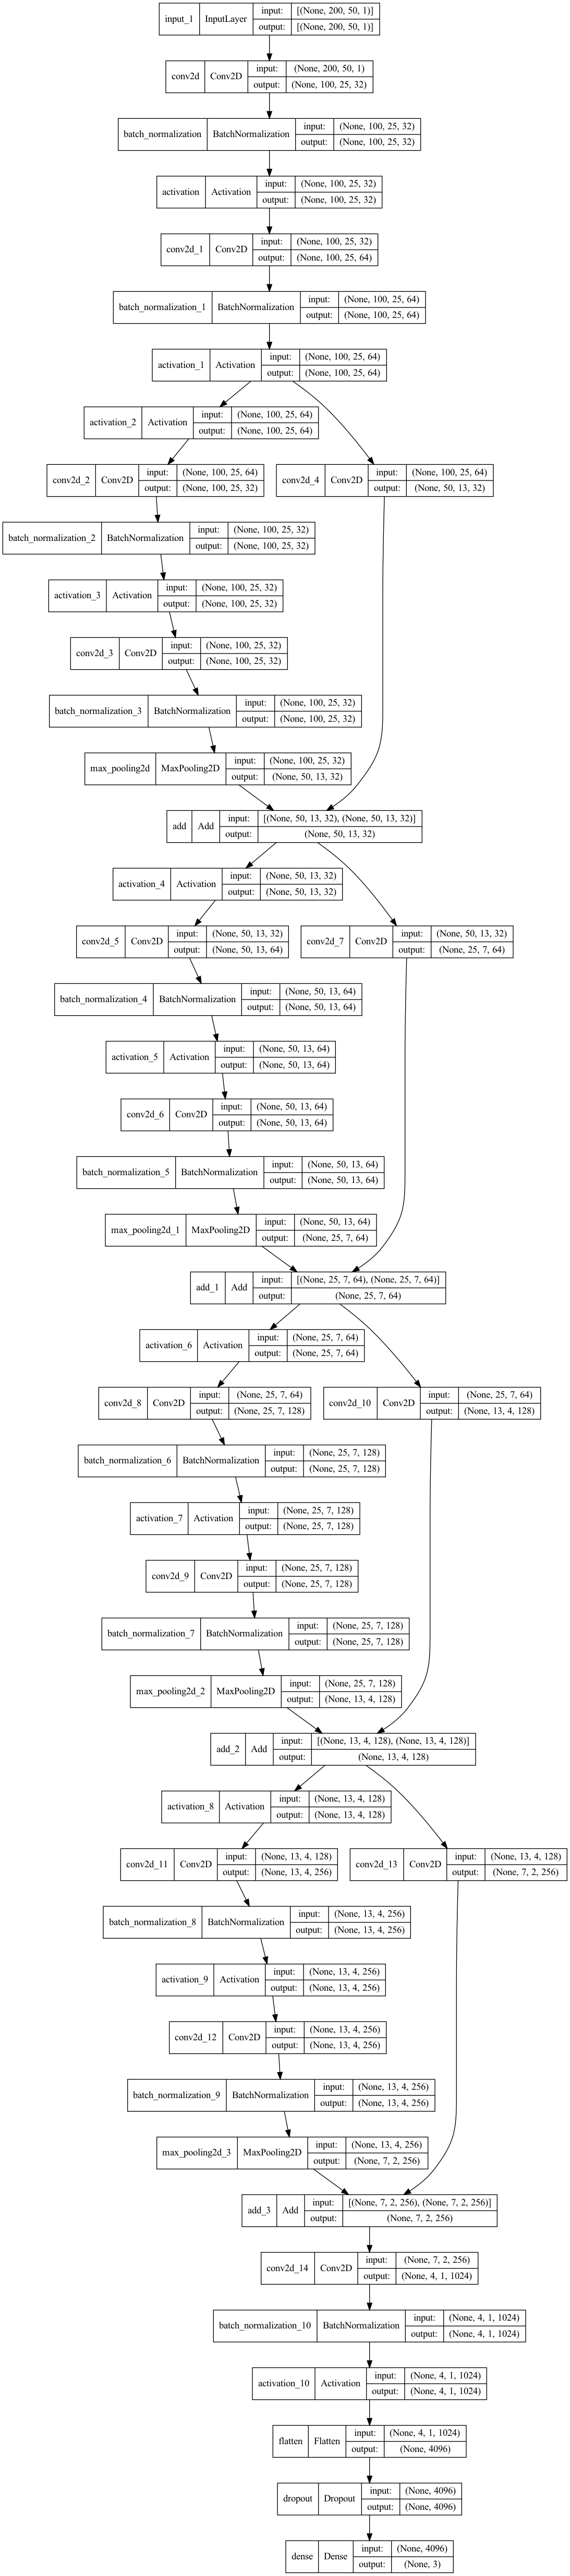 input_1 InputLayer input: [(None, 200, 50, 1)]
output: [(None, 200, 50, 1)]
conv2d Conv2D input: (None, 200, 50, 1)
output: (None, 100, 25, 32)
batch_normalization BatchNormalization input: (None, 100, 25, 32)
output: (None, 100, 25, 32)
activation Activation input: (None, 100, 25, 32)
output: (None, 100, 25, 32)
conv2d_1 Conv2D input: (None, 100, 25, 32)
output: (None, 100, 25, 64)
batch_normalization_1 BatchNormalization input: (None, 100, 25, 64)
output: (None, 100, 25, 64)
activation_1 Activation input: (None, 100, 25, 64)
output: (None, 100, 25, 64)
activation_2 Activation input: (None, 100, 25, 64)
output: (None, 100, 25, 64)
conv2d_2 Conv2D input: (None, 100, 25, 64)
output: (None, 100, 25, 32)
conv2d_4 Conv2D input: (None, 100, 25, 64)
output: (None, 50, 13, 32)
batch_normalization_2 BatchNormalization input: (None, 100, 25, 32)
output: (None, 100, 25, 32)
activation_3 Activation input: (None, 100, 25, 32)
output: (None, 100, 25, 32)
conv2d_3 Conv2D input: (None, 100, 25, 32)
output: (None, 100, 25, 32)
batch_normalization_3 BatchNormalization input: (None, 100, 25, 32)
output: (None, 100, 25, 32)
max_pooling2d MaxPooling2D input: (None, 100, 25, 32)
output: (None, 50, 13, 32)
add Add input: [(None, 50, 13, 32), (None, 50, 13, 32)]
output: (None, 50, 13, 32)
activation_4 Activation input: (None, 50, 13, 32)
output: (None, 50, 13, 32)
conv2d_5 Conv2D input: (None, 50, 13, 32)
output: (None, 50, 13, 64)
conv2d_7 Conv2D input: (None, 50, 13, 32)
output: (None, 25, 7, 64)
batch_normalization_4 BatchNormalization input: (None, 50, 13, 64)
output: (None, 50, 13, 64)
activation_5 Activation input: (None, 50, 13, 64)
output: (None, 50, 13, 64)
conv2d_6 Conv2D input: (None, 50, 13, 64)
output: (None, 50, 13, 64)
batch_normalization_5 BatchNormalization input: (None, 50, 13, 64)
output: (None, 50, 13, 64)
max_pooling2d_1 MaxPooling2D input: (None, 50, 13, 64)
output: (None, 25, 7, 64)
add_1 Add input: [(None, 25, 7, 64), (None, 25, 7, 64)]
output: (None, 25, 7, 64)
activation_6 Activation input: (None, 25, 7, 64)
output: (None, 25, 7, 64)
conv2d_8 Conv2D input: (None, 25, 7, 64)
output: (None, 25, 7, 128)
conv2d_10 Conv2D input: (None, 25, 7, 64)
output: (None, 13, 4, 128)
batch_normalization_6 BatchNormalization input: (None, 25, 7, 128)
output: (None, 25, 7, 128)
activation_7 Activation input: (None, 25, 7, 128)
output: (None, 25, 7, 128)
conv2d_9 Conv2D input: (None, 25, 7, 128)
output: (None, 25, 7, 128)
batch_normalization_7 BatchNormalization input: (None, 25, 7, 128)
output: (None, 25, 7, 128)
max_pooling2d_2 MaxPooling2D input: (None, 25, 7, 128)
output: (None, 13, 4, 128)
add_2 Add input: [(None, 13, 4, 128), (None, 13, 4, 128)]
output: (None, 13, 4, 128)
activation_8 Activation input: (None, 13, 4, 128)
output: (None, 13, 4, 128)
conv2d_11 Conv2D input: (None, 13, 4, 128)
output: (None, 13, 4, 256)
conv2d_13 Conv2D input: (None, 13, 4, 128)
output: (None, 7, 2, 256)
batch_normalization_8 BatchNormalization input: (None, 13, 4, 256)
output: (None, 13, 4, 256)
activation_9 Activation input: (None, 13, 4, 256)
output: (None, 13, 4, 256)
conv2d_12 Conv2D input: (None, 13, 4, 256)
output: (None, 13, 4, 256)
batch_normalization_9 BatchNormalization input: (None, 13, 4, 256)
output: (None, 13, 4, 256)
max_pooling2d_3 MaxPooling2D input: (None, 13, 4, 256)
output: (None, 7, 2, 256)
add_3 Add input: [(None, 7, 2, 256), (None, 7, 2, 256)]
output: (None, 7, 2, 256)
conv2d_14 Conv2D input: (None, 7, 2, 256)
output: (None, 4, 1, 1024)
batch_normalization_10 BatchNormalization input: (None, 4, 1, 1024)
output: (None, 4, 1, 1024)
activation_10 Activation input: (None, 4, 1, 1024)
output: (None, 4, 1, 1024)
flatten Flatten input: (None, 4, 1, 1024)
output: (None, 4096)
dropout Dropout input: (None, 4096)
output: (None, 4096)
dense Dense input: (None, 4096)
output: (None, 3)